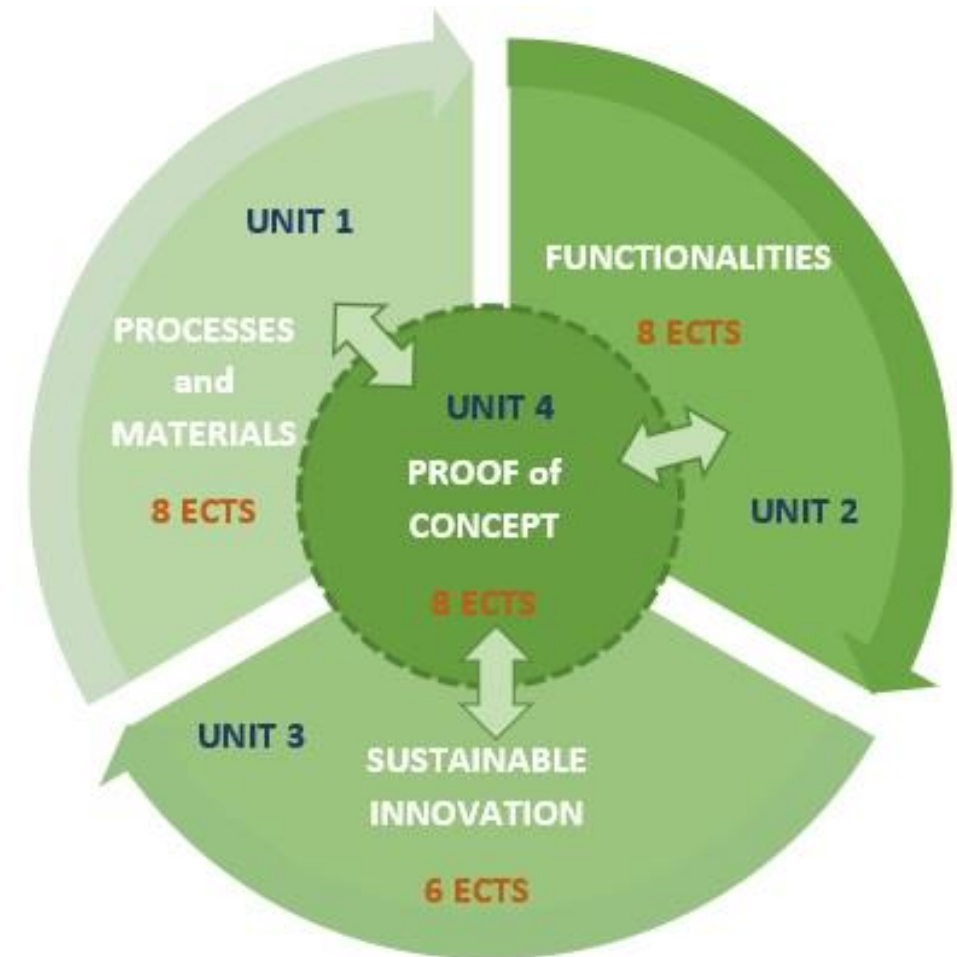 UNIT 1
PROCESSES
and
MATERIALS
8 ECTS
FUNCTIONALITIES
8 ECTS
UNIT 2
UNIT 4
PROOF of
CONCEPT
8 ECTS
UNIT 3
SUSTAINABLE
INNOVATION
6 ECTS